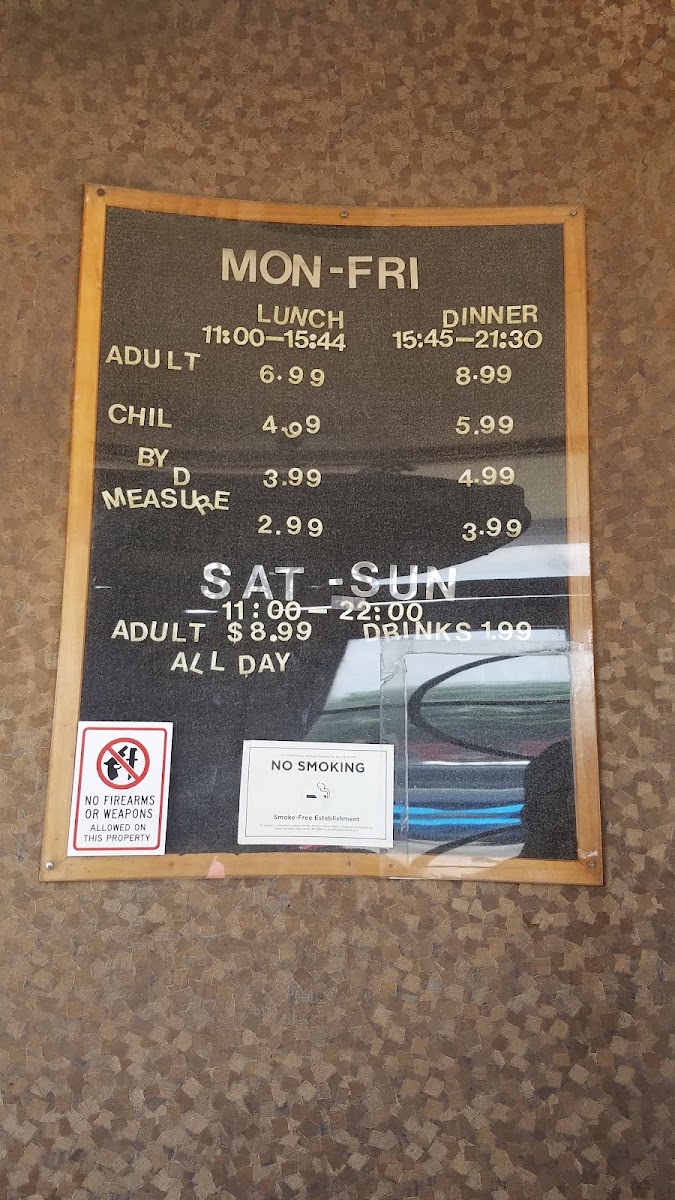 MON-FRI
LUNCH DINNER
11:00-15:44 15:45-21:30
ADULT 6.99 8.99
CHIL 4.99 5.99
BY
D 3.99 4.99
MEASURE
2.99 3.99
SAT-SUN
11:00-22:00
ADULT $8.99 DRINKS 1.99
ALL DAY
NO FIREARMS
OR WEAPONS
ALLOWED ON
THIS PROPERTY
NO SMOKING
Smoke-Free Establishment